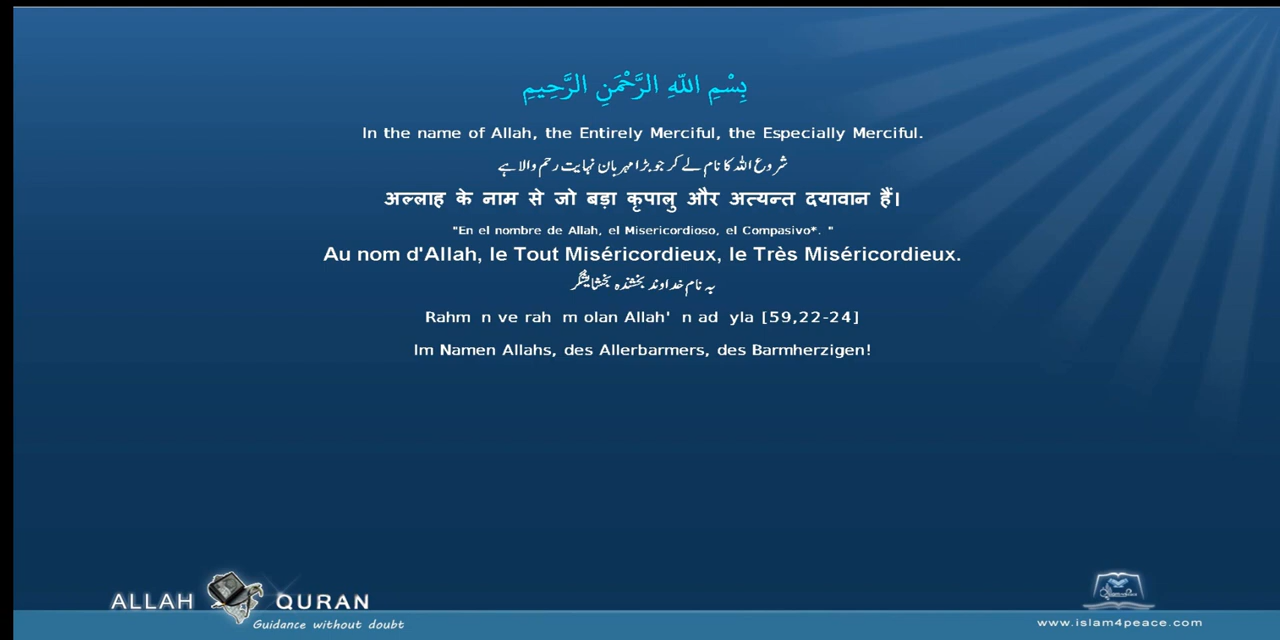 بِسْمِ اللّٰهِ الرَّحْمَنِ الرَّحِيمِ
In the name of Allah, the Entirely Merciful, the Especially Merciful.
شروع الله کا نام لے کر جو بڑا مہربان نہایت رحم والا ہے
अल्लाह के नाम से जो बड़ा कृपालु और अत्यन्त दयावान हैं।
"En el nombre de Allah, el Misericordioso, el Compasivo*. "
Au nom d'Allah, le Tout Miséricordieux, le Très Miséricordieux.
به نام خداوند بخشنده بخشایشگر
Rahm n ve rah m olan Allah' n ad yla [59,22-24]
Im Namen Allahs, des Allerbarmers, des Barmherzigen!
ALLAH QURAN
Guidance without doubt
www.islam4peace.com